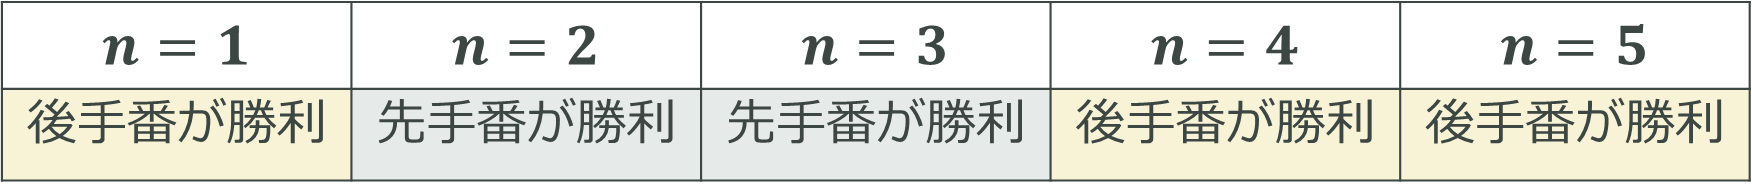 n = 1 n = 2 n = 3 n = 4 n = 5
後手番が勝利 先手番が勝利 先手番が勝利 後手番が勝利 後手番が勝利